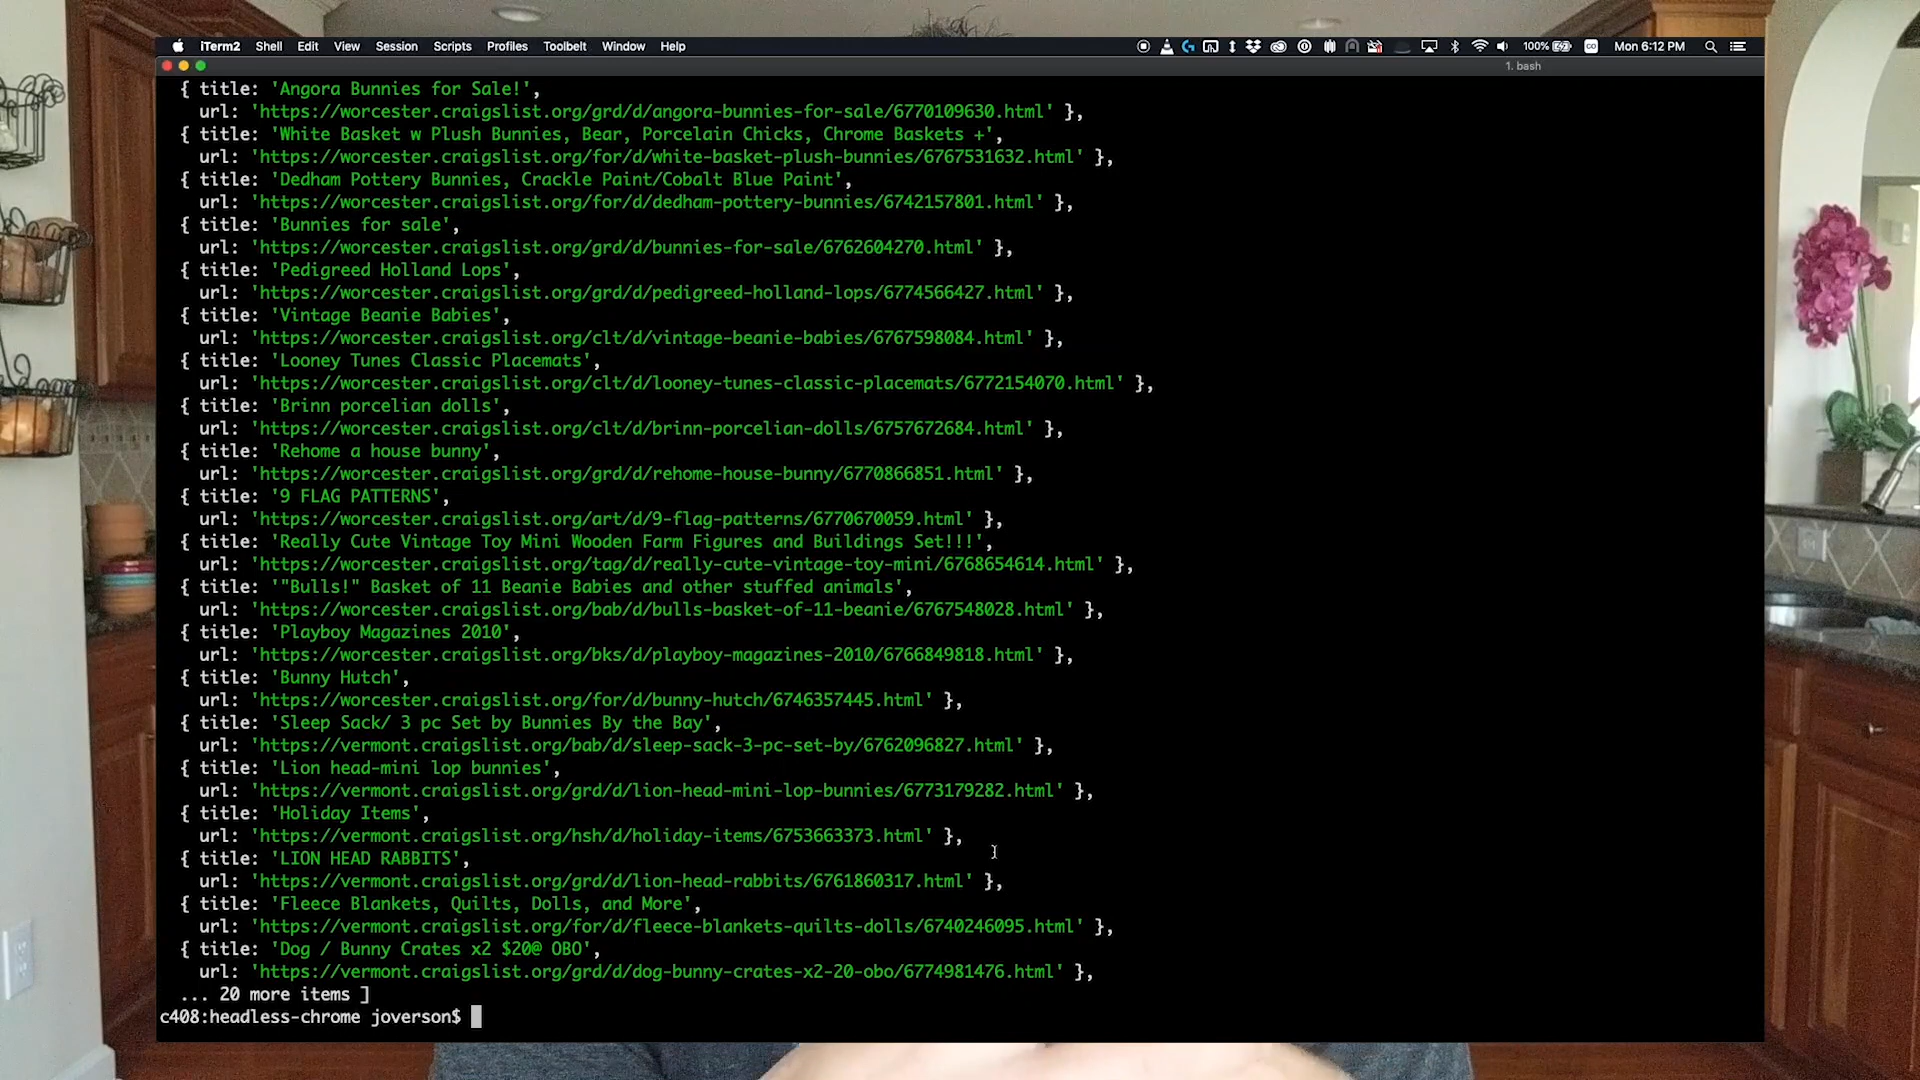 iTerm2 Shell Edit View Session Scripts Profiles Toolbelt Window Help 100% Mon 6:12 PM
1. bash
{ title: 'Angora Bunnies for Sale!',
url: 'https://worcester.craigslist.org/grd/d/angora-bunnies-for-sale/6770109630.html' },
{ title: 'White Basket w Plush Bunnies, Bear, Porcelain Chicks, Chrome Baskets +',
url: 'https://worcester.craigslist.org/for/d/white-basket-plush-bunnies/6767531632.html' },
{ title: 'Dedham Pottery Bunnies, Crackle Paint/Cobalt Blue Paint',
url: 'https://worcester.craigslist.org/for/d/dedham-pottery-bunnies/6742157801.html' },
{ title: 'Bunnies for sale',
url: 'https://worcester.craigslist.org/grd/d/bunnies-for-sale/6762604270.html' },
{ title: 'Pedigreed Holland Lops',
url: 'https://worcester.craigslist.org/grd/d/pedigreed-holland-lops/6774566427.html' },
{ title: 'Vintage Beanie Babies',
url: 'https://worcester.craigslist.org/clt/d/vintage-beanie-babies/6767598084.html' },
{ title: 'Looney Tunes Classic Placemats',
url: 'https://worcester.craigslist.org/clt/d/looney-tunes-classic-placemats/6772154070.html' },
{ title: 'Brinn porcelian dolls',
url: 'https://worcester.craigslist.org/clt/d/brinn-porcelian-dolls/6757672684.html' },
{ title: 'Rehome a house bunny',
url: 'https://worcester.craigslist.org/grd/d/rehome-house-bunny/6770866851.html' },
{ title: '9 FLAG PATTERNS',
url: 'https://worcester.craigslist.org/art/d/9-flag-patterns/6770670059.html' },
{ title: 'Really Cute Vintage Toy Mini Wooden Farm Figures and Buildings Set!!!',
url: 'https://worcester.craigslist.org/tag/d/really-cute-vintage-toy-mini/6768654614.html' },
{ title: '"Bulls!" Basket of 11 Beanie Babies and other stuffed animals',
url: 'https://worcester.craigslist.org/bab/d/bulls-basket-of-11-beanie/6767548028.html' },
{ title: 'Playboy Magazines 2010',
url: 'https://worcester.craigslist.org/bks/d/playboy-magazines-2010/6766849818.html' },
{ title: 'Bunny Hutch',
url: 'https://worcester.craigslist.org/for/d/bunny-hutch/6746357445.html' },
{ title: 'Sleep Sack/ 3 pc Set by Bunnies By the Bay',
url: 'https://vermont.craigslist.org/bab/d/sleep-sack-3-pc-set-by/6762096827.html' },
{ title: 'Lion head-mini lop bunnies',
url: 'https://vermont.craigslist.org/grd/d/lion-head-mini-lop-bunnies/6773179282.html' },
{ title: 'Holiday Items',
url: 'https://vermont.craigslist.org/hsh/d/holiday-items/6753663373.html' },
{ title: 'LION HEAD RABBITS',
url: 'https://vermont.craigslist.org/grd/d/lion-head-rabbits/6761860317.html' },
{ title: 'Fleece Blankets, Quilts, Dolls, and More',
url: 'https://vermont.craigslist.org/for/d/fleece-blankets-quilts-dolls/6740246095.html' },
{ title: 'Dog / Bunny Crates x2 $20@ OBO',
url: 'https://vermont.craigslist.org/grd/d/dog-bunny-crates-x2-20-obo/6774981476.html' },
... 20 more items ]
c408:headless-chrome joverson$